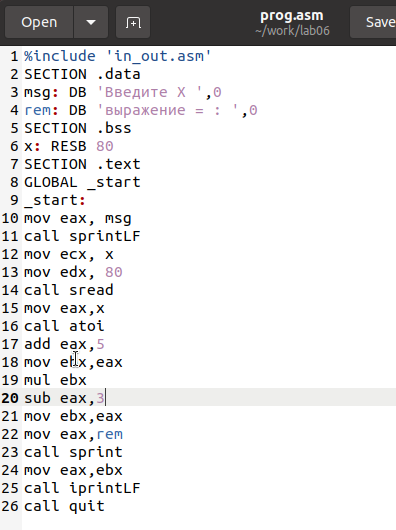 Open
prog.asm
~/work/lab06
Save
1 %include 'in_out.asm'
2 SECTION .data
3 msg: DB 'Введите X ',0
4 rem: DB 'выражение = : ',0
5 SECTION .bss
6 x: RESB 80
7 SECTION .text
8 GLOBAL _start
9 _start:
10 mov eax, msg
11 call sprintLF
12 mov ecx, x
13 mov edx, 80
14 call sread
15 mov eax,x
16 call atoi
17 add eax,5
18 mov ebx,eax
19 mul ebx
20 sub eax,3
21 mov ebx,eax
22 mov eax,rem
23 call sprint
24 mov eax,ebx
25 call iprintLF
26 call quit